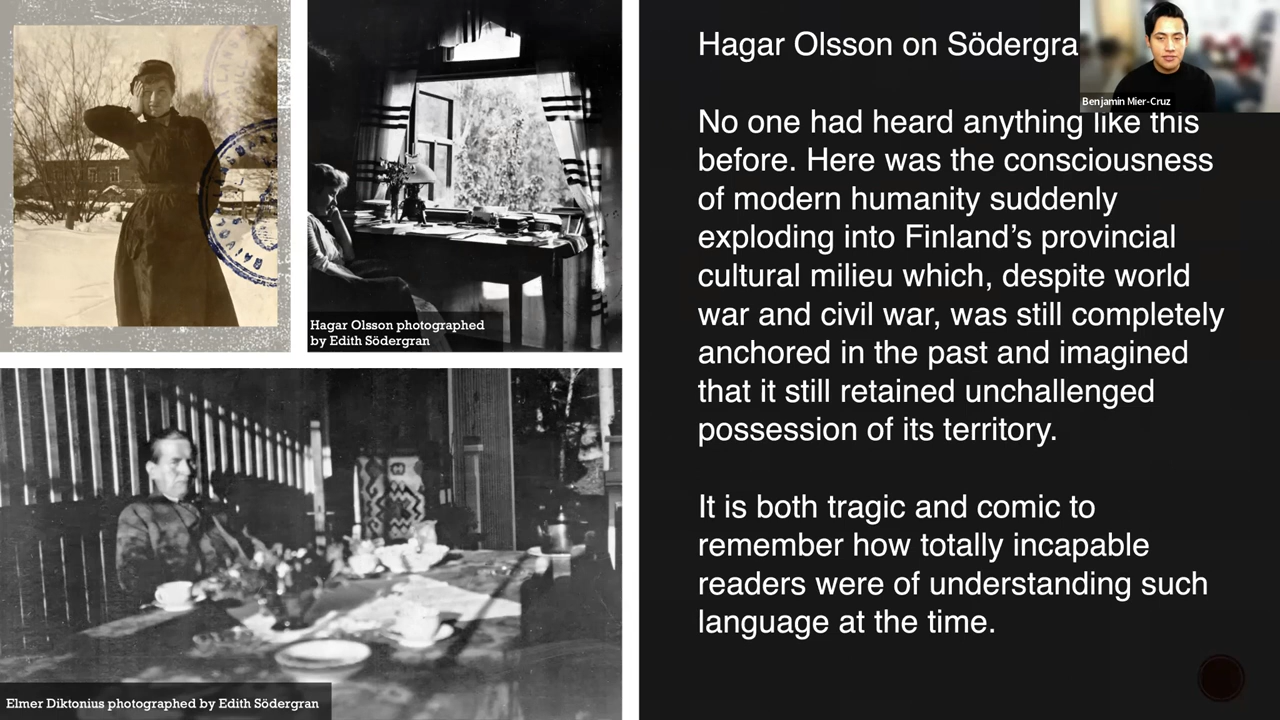 Hagar Olsson on Södergra
Benjamin Mier-Cruz
No one had heard anything like this
before. Here was the consciousness
of modern humanity suddenly
exploding into Finland’s provincial
cultural milieu which, despite world
war and civil war, was still completely
anchored in the past and imagined
that it still retained unchallenged
possession of its territory.
It is both tragic and comic to
remember how totally incapable
readers were of understanding such
language at the time.
Hagar Olsson photographed
by Edith Södergran
Elmer Diktonius photographed by Edith Södergran